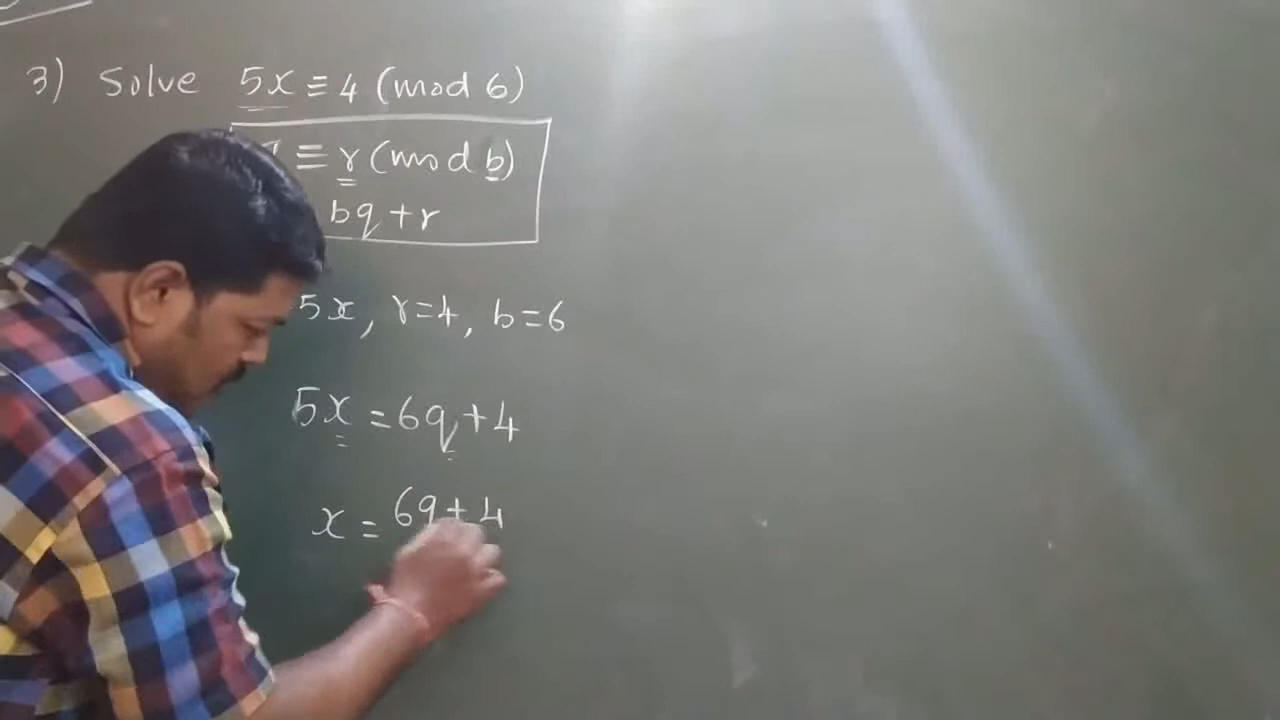 3) Solve 5x ≡ 4 (mod 6)
≡ r (mod b)
bq + r
5x, r = 4, b = 6
5x = 6q + 4
x = 6q + 4